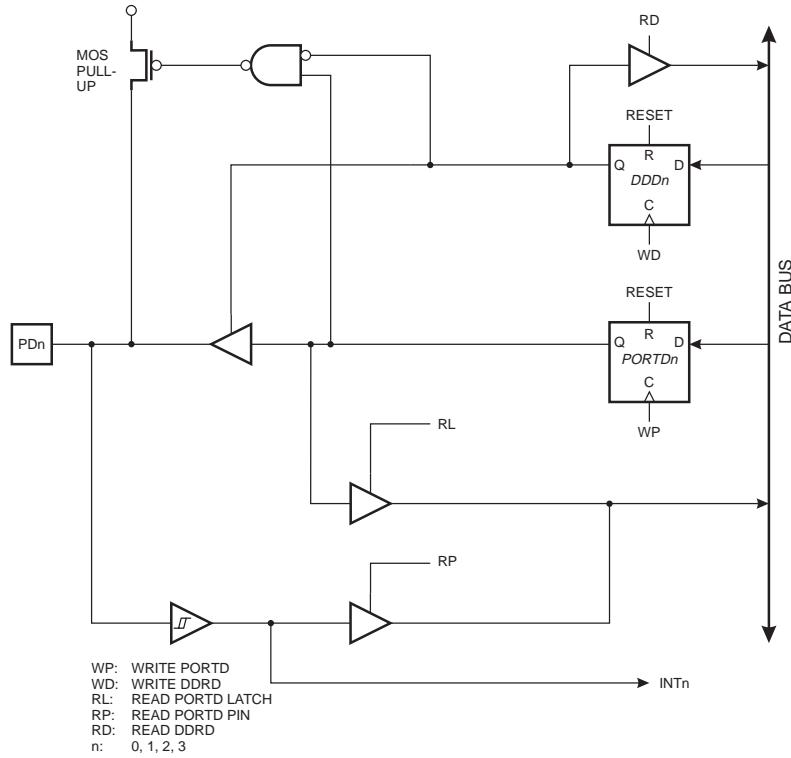 RD
MOS
PULL-
UP
RESET
R
Q
D
DDDn
C
WD
DATA BUS
RESET
R
PDn
Q
D
PORTDn
C
WP
RL
RP
WP: WRITE PORTD
WD: WRITE DDRD
RL: READ PORTD LATCH
RP: READ PORTD PIN
RD: READ DDRD
n: 0, 1, 2, 3
INTn